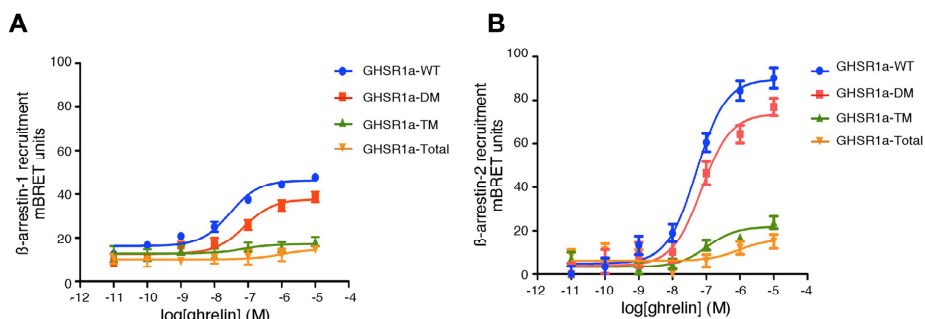 A
ß-arrestin-1 recruitment
mBRET units
100
80
60
40
20
0
-12
-11
-10
-9
-8
-7
-6
-5
-4
log[ghrelin] (M)
GHSR1a-WT
GHSR1a-DM
GHSR1a-TM
GHSR1a-Total
B
ß-arrestin-2 recruitment
mBRET units
100
80
60
40
20
0
-12
-11
-10
-9
-8
-7
-6
-5
-4
log[ghrelin] (M)
GHSR1a-WT
GHSR1a-DM
GHSR1a-TM
GHSR1a-Total